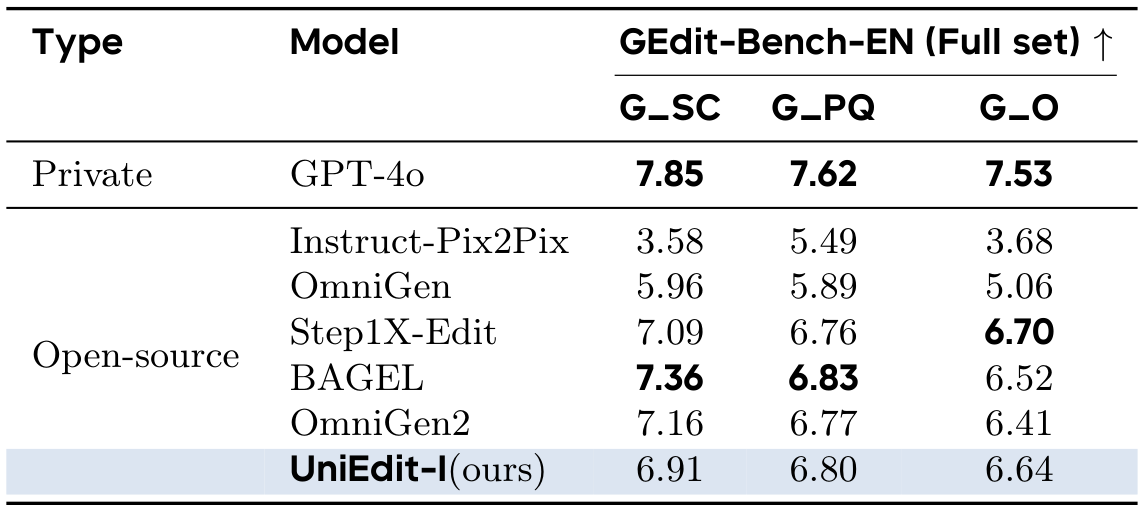 Type Model GEdit-Bench-EN (Full set) ↑
G_SC G_PQ G_O
Private GPT-4o 7.85 7.62 7.53
Instruct-Pix2Pix 3.58 5.49 3.68
OmniGen 5.96 5.89 5.06
Step1X-Edit 7.09 6.76 6.70
Open-source
BAGEL 7.36 6.83 6.52
OmniGen2 7.16 6.77 6.41
UniEdit-I(ours) 6.91 6.80 6.64